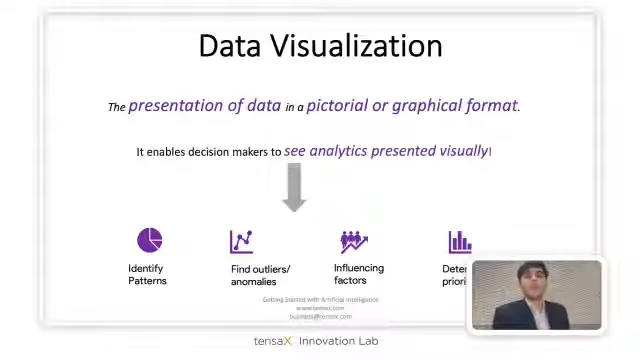 Data Visualization
The presentation of data in a pictorial or graphical format.
It enables decision makers to see analytics presented visually!
Identify
Patterns
Find outliers/
anomalies
Influencing
factors
Getting Started with Artificial Intelligence
www.tensax.com
business@tensax.com
tensaX Innovation Lab